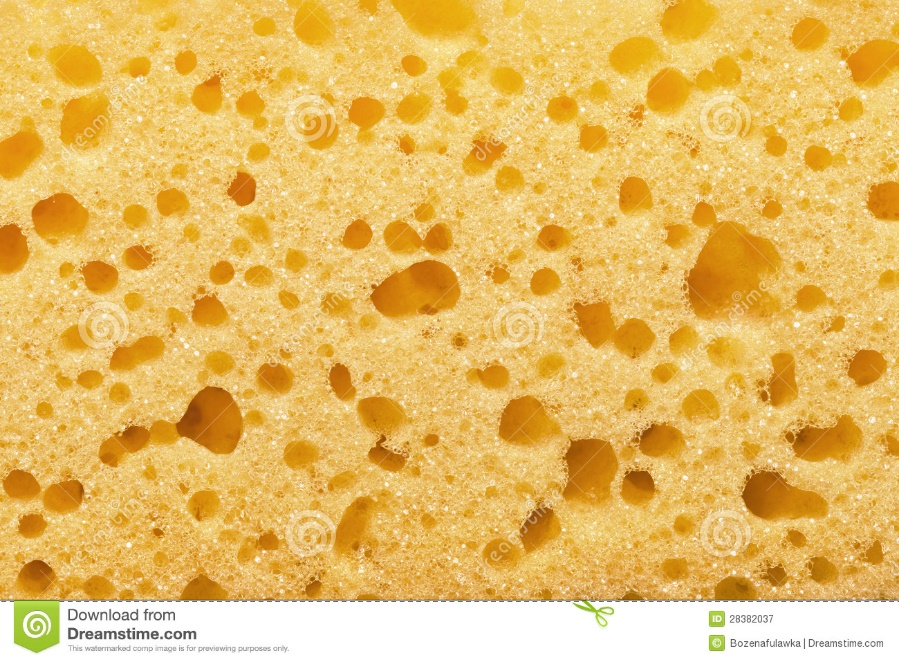 Download from
Dreamstime.com
This watermarked comp image is for previewing purposes only.
ID 28382037
© Bozenafulawka | Dreamstime.com